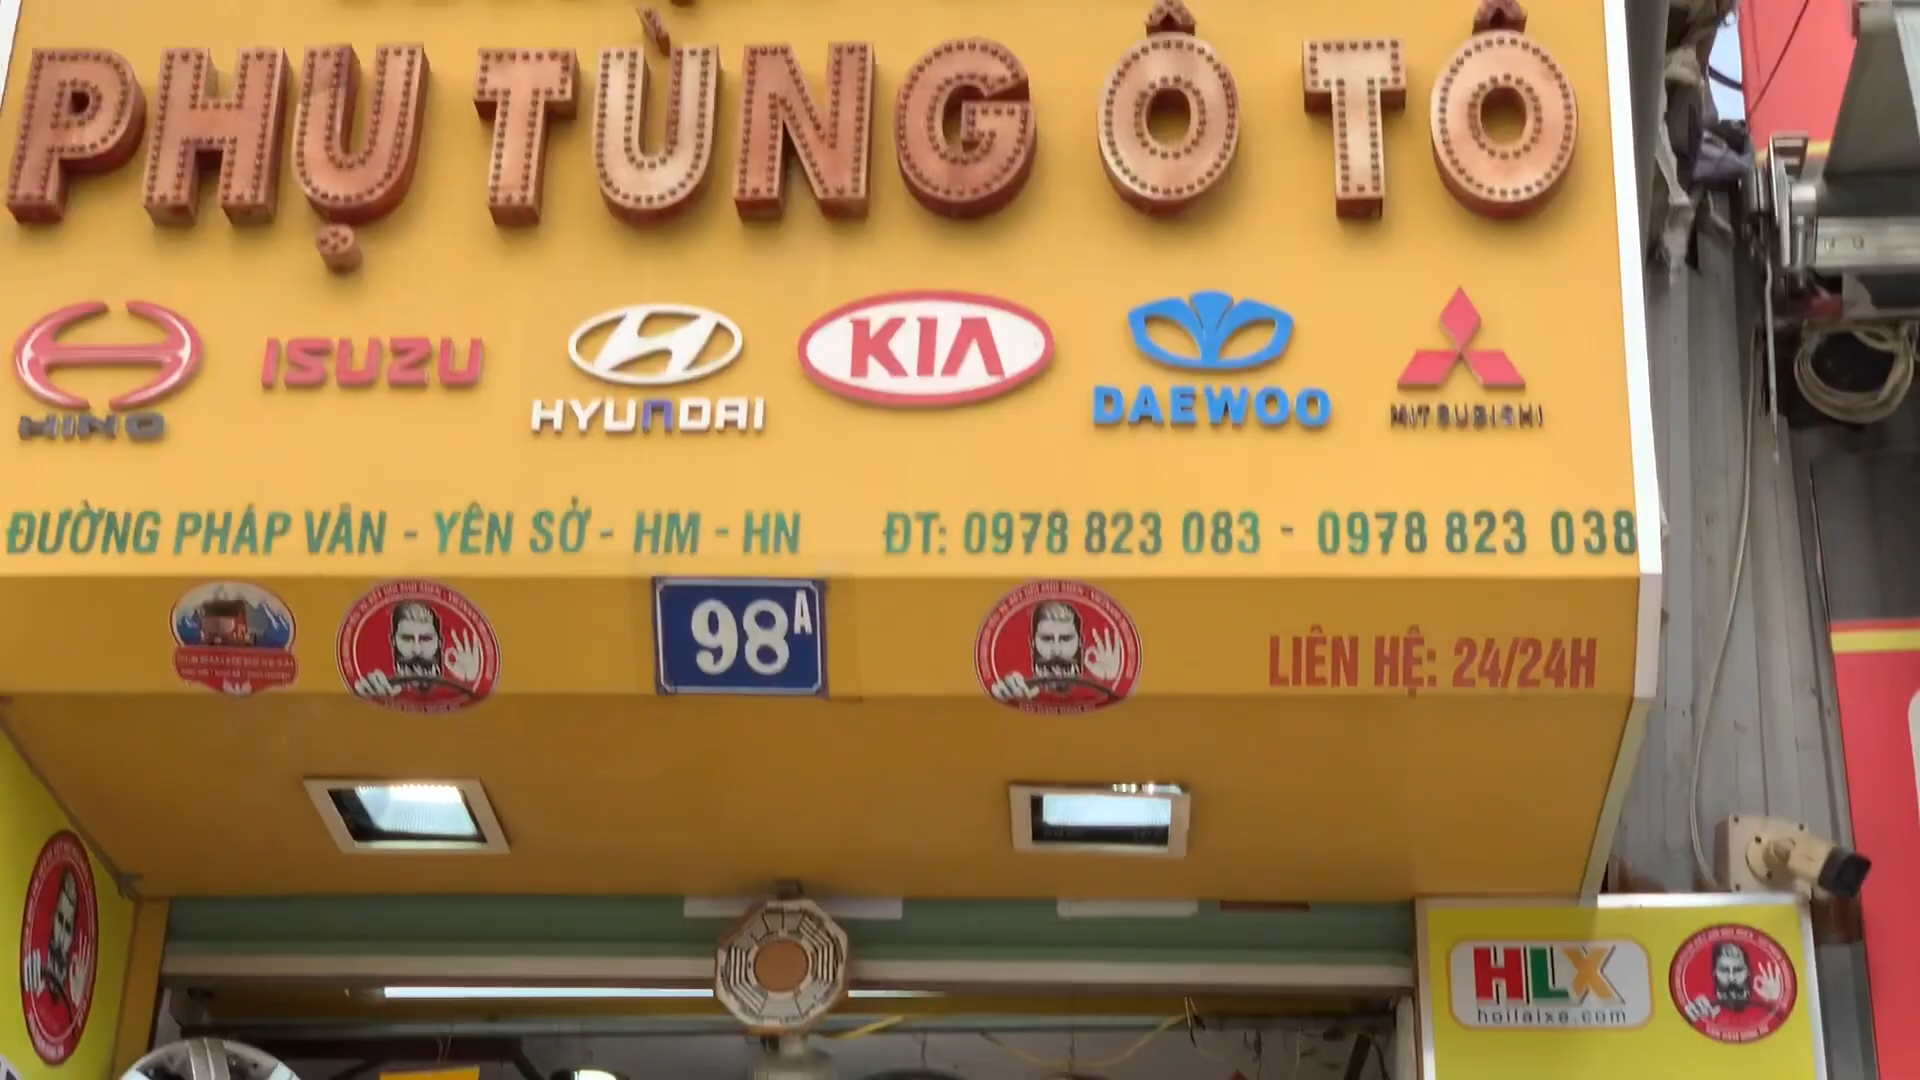 PHỤ TÙNG Ô TÔ
HINO
ISUZU
HYUNDAI
KIA
DAEWOO
MITSUBISHI
ĐƯỜNG PHÁP VÂN - YÊN SỞ - HM - HN ĐT: 0978 823 083 - 0978 823 038
98A
LIÊN HỆ: 24/24H
HLX
hoilaixe.com